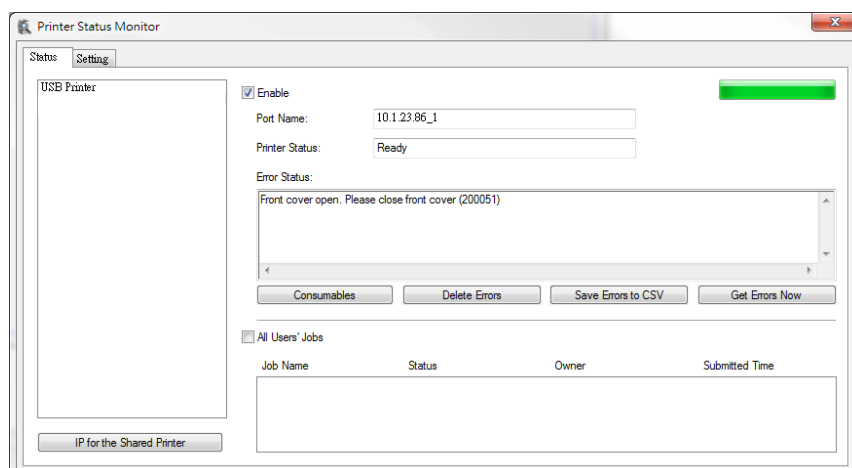 Printer Status Monitor
Status Setting
USB Printer
Enable
Port Name: 10.1.23.86_1
Printer Status: Ready
Error Status:
Front cover open. Please close front cover (200051)
Consumables Delete Errors Save Errors to CSV Get Errors Now
All Users' Jobs
Job Name Status Owner Submitted Time
IP for the Shared Printer